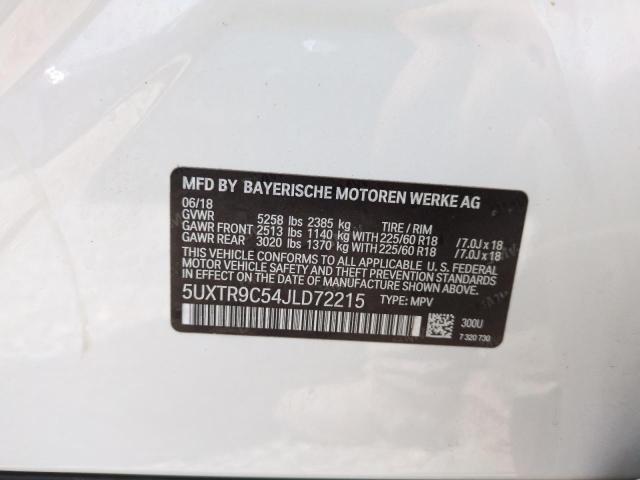 MFD BY BAYERISCHE MOTOREN WERKE AG
06/18
GVWR 5258 lbs 2385 kg TIRE / RIM
GAWR FRONT 2513 lbs 1140 kg WITH 225/60 R18 /7.0J x 18
GAWR REAR 3020 lbs 1370 kg WITH 225/60 R18 /7.0J x 18
THIS VEHICLE CONFORMS TO ALL APPLICABLE U.S. FEDERAL
MOTOR VEHICLE SAFETY STANDARDS IN EFFECT ON THE
DATE OF MANUFACTURE SHOWN ABOVE.
5UXTR9C54JLD72215 TYPE: MPV
300U
7 320 730